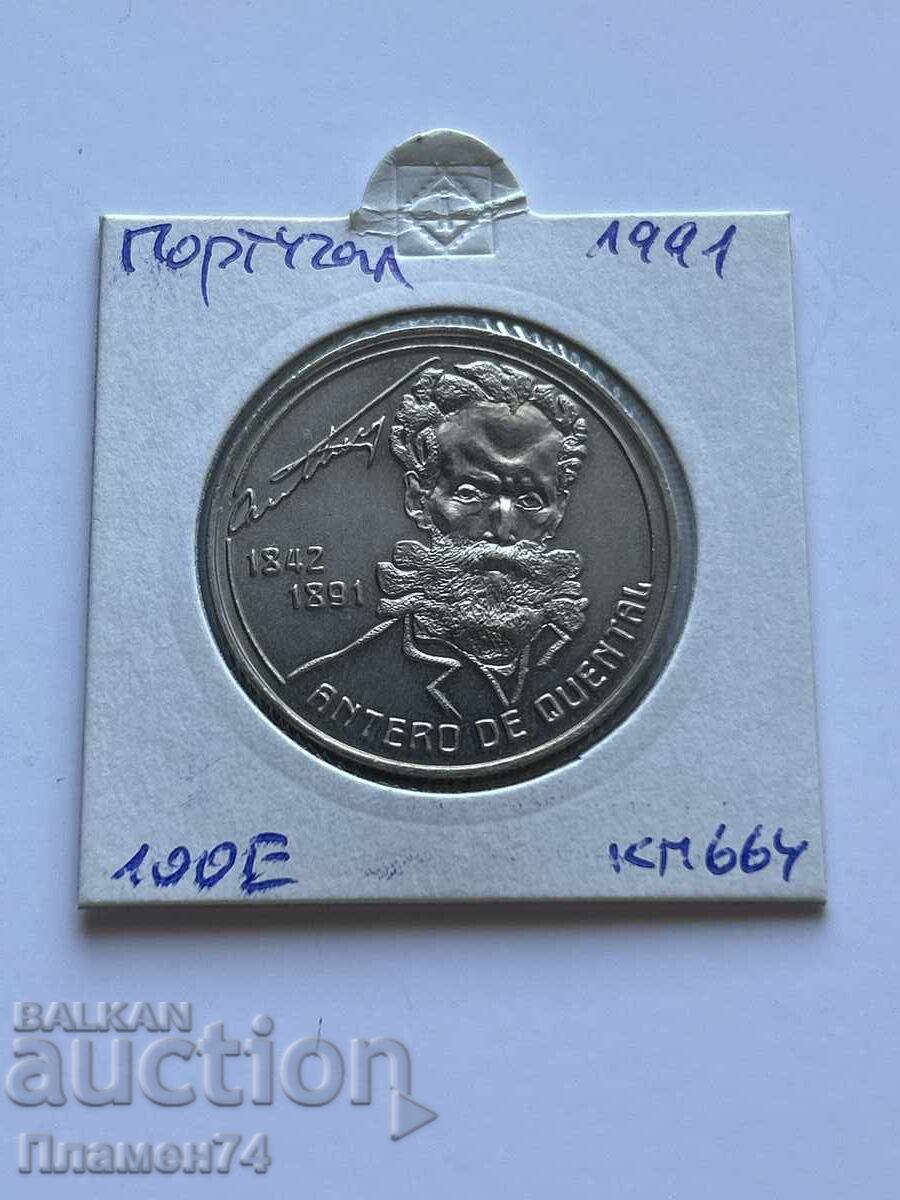 Португал 1991
1842
1891
ANTERO DE QUENTAL
100E KM664
BALKAN
auction
Пламен74